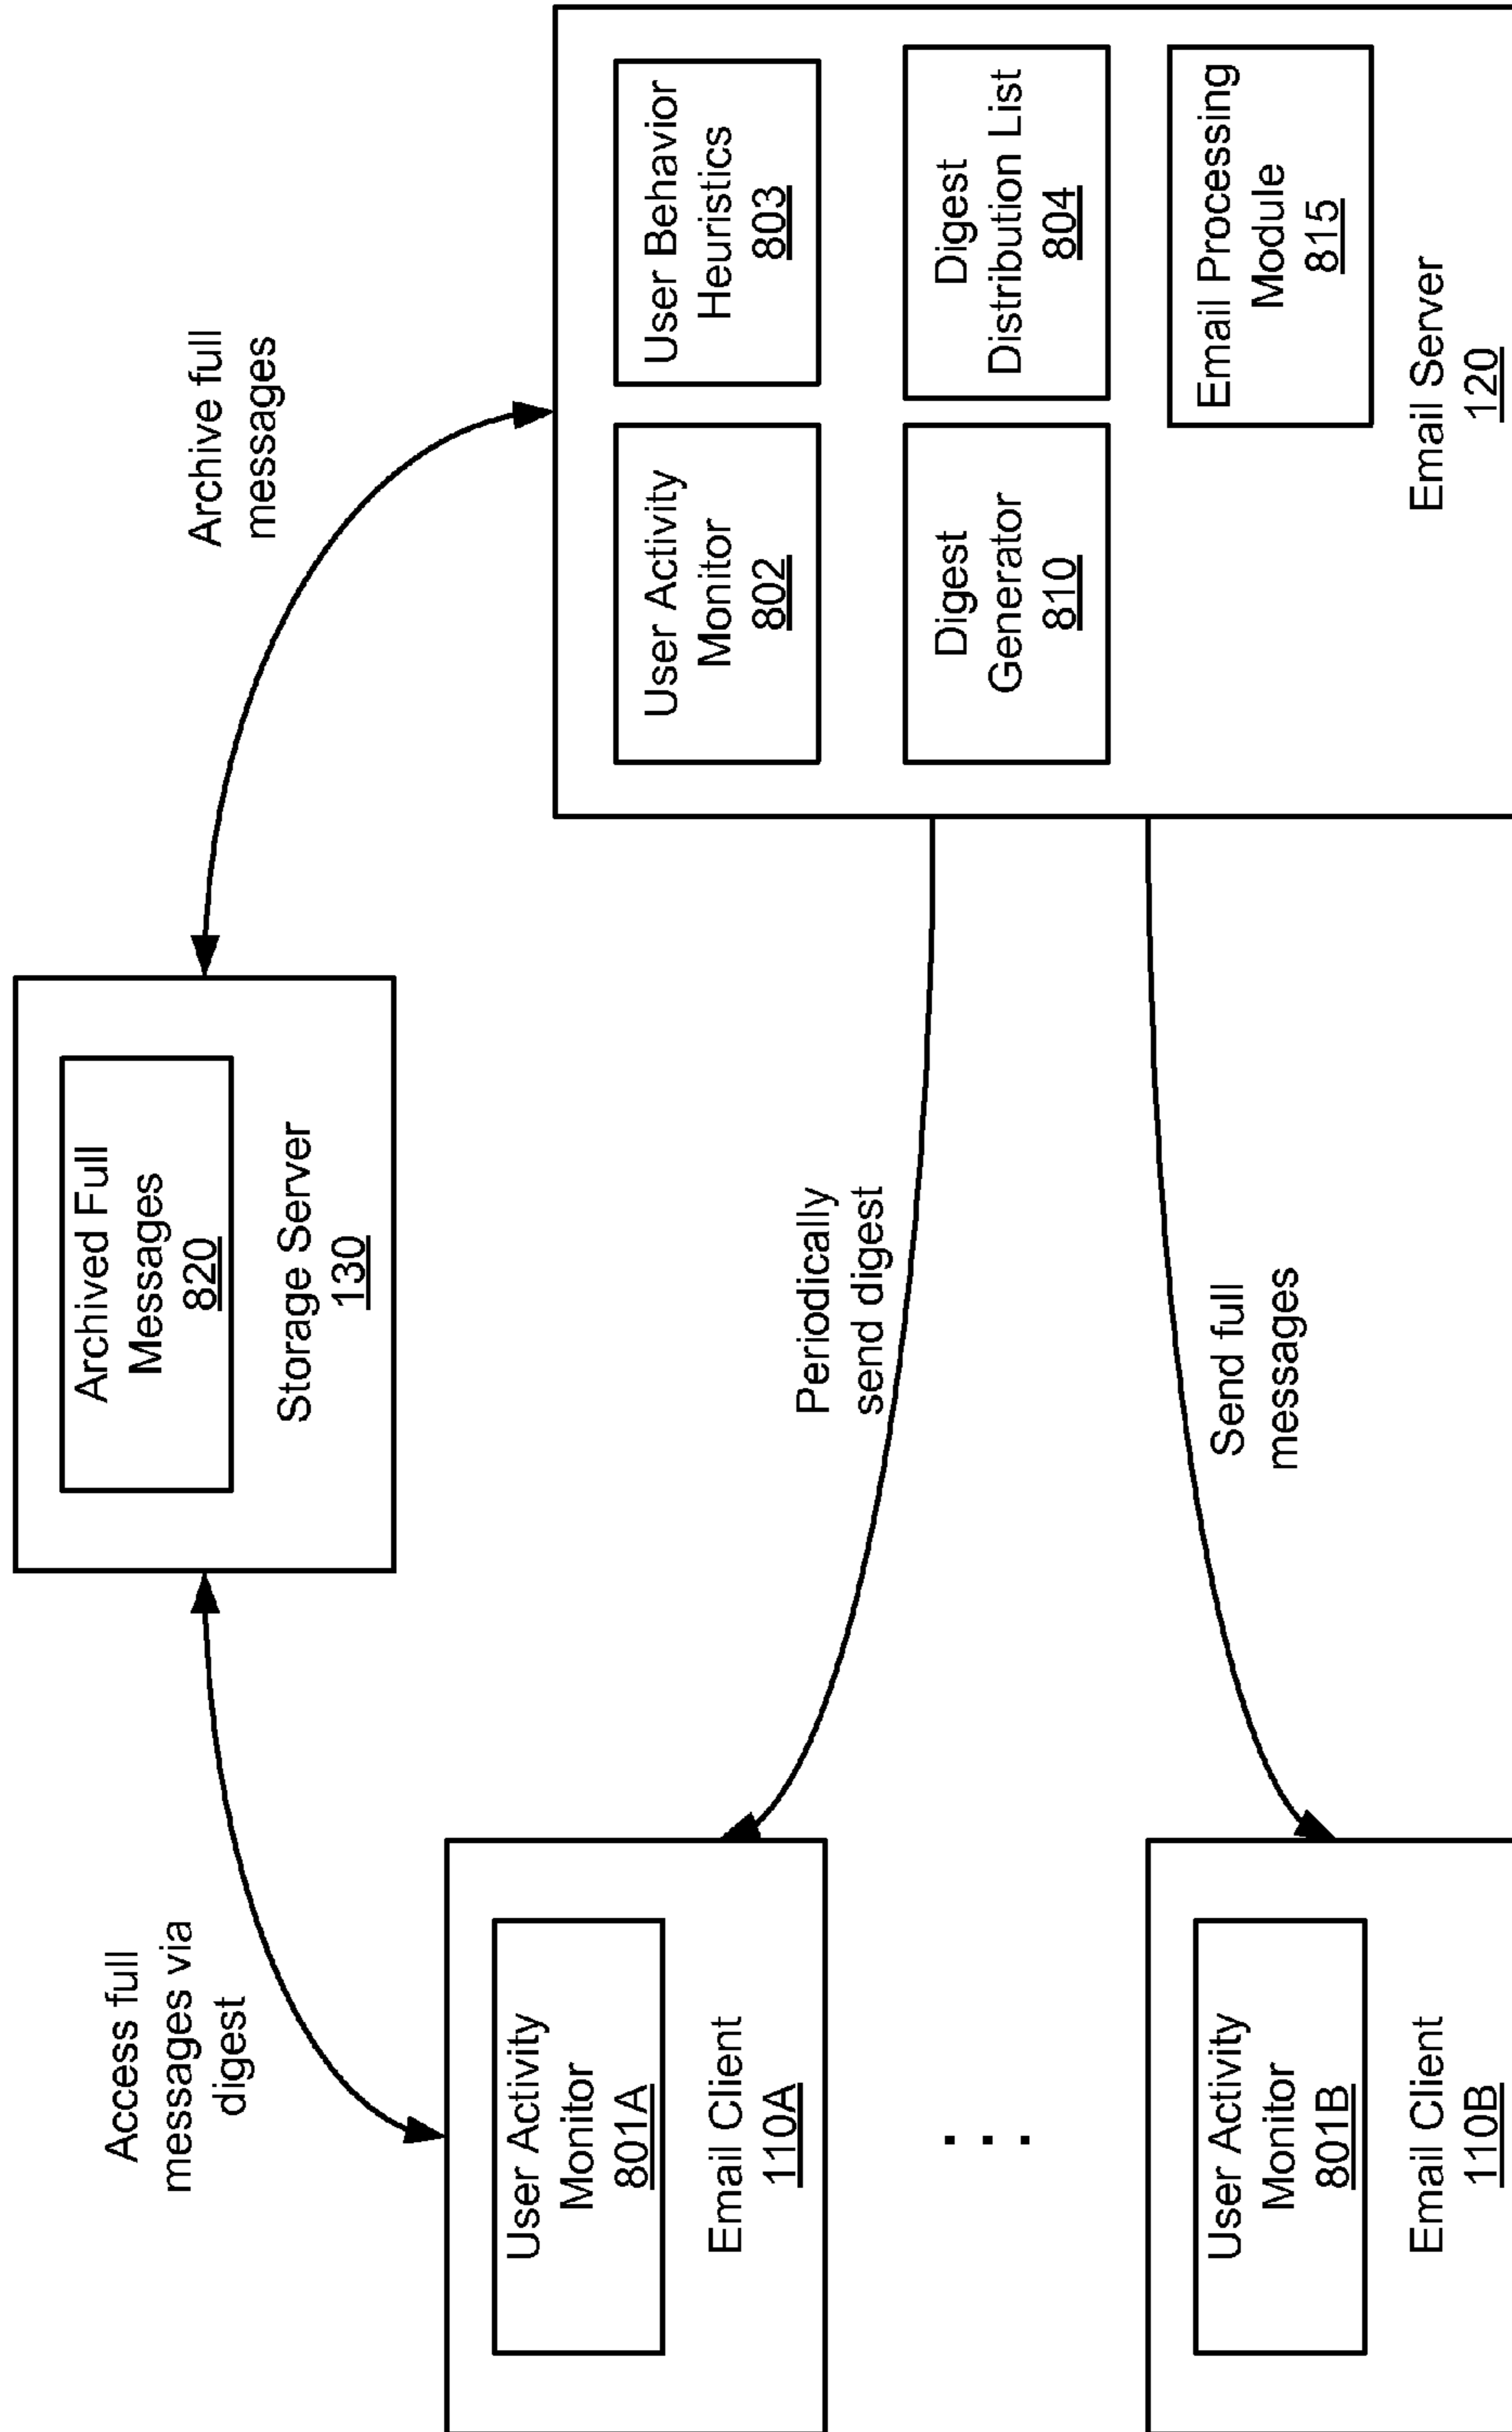 Access full
messages via
digest
Archived Full
Messages
820
Storage Server
130
Archive full
messages
User Activity
Monitor
801A
Email Client
110A
Periodically
send digest
User Activity
Monitor
802
User Behavior
Heuristics
803
Digest
Generator
810
Digest
Distribution List
804
Email Processing
Module
815
Email Server
120
. . .
Send full
messages
User Activity
Monitor
801B
Email Client
110B